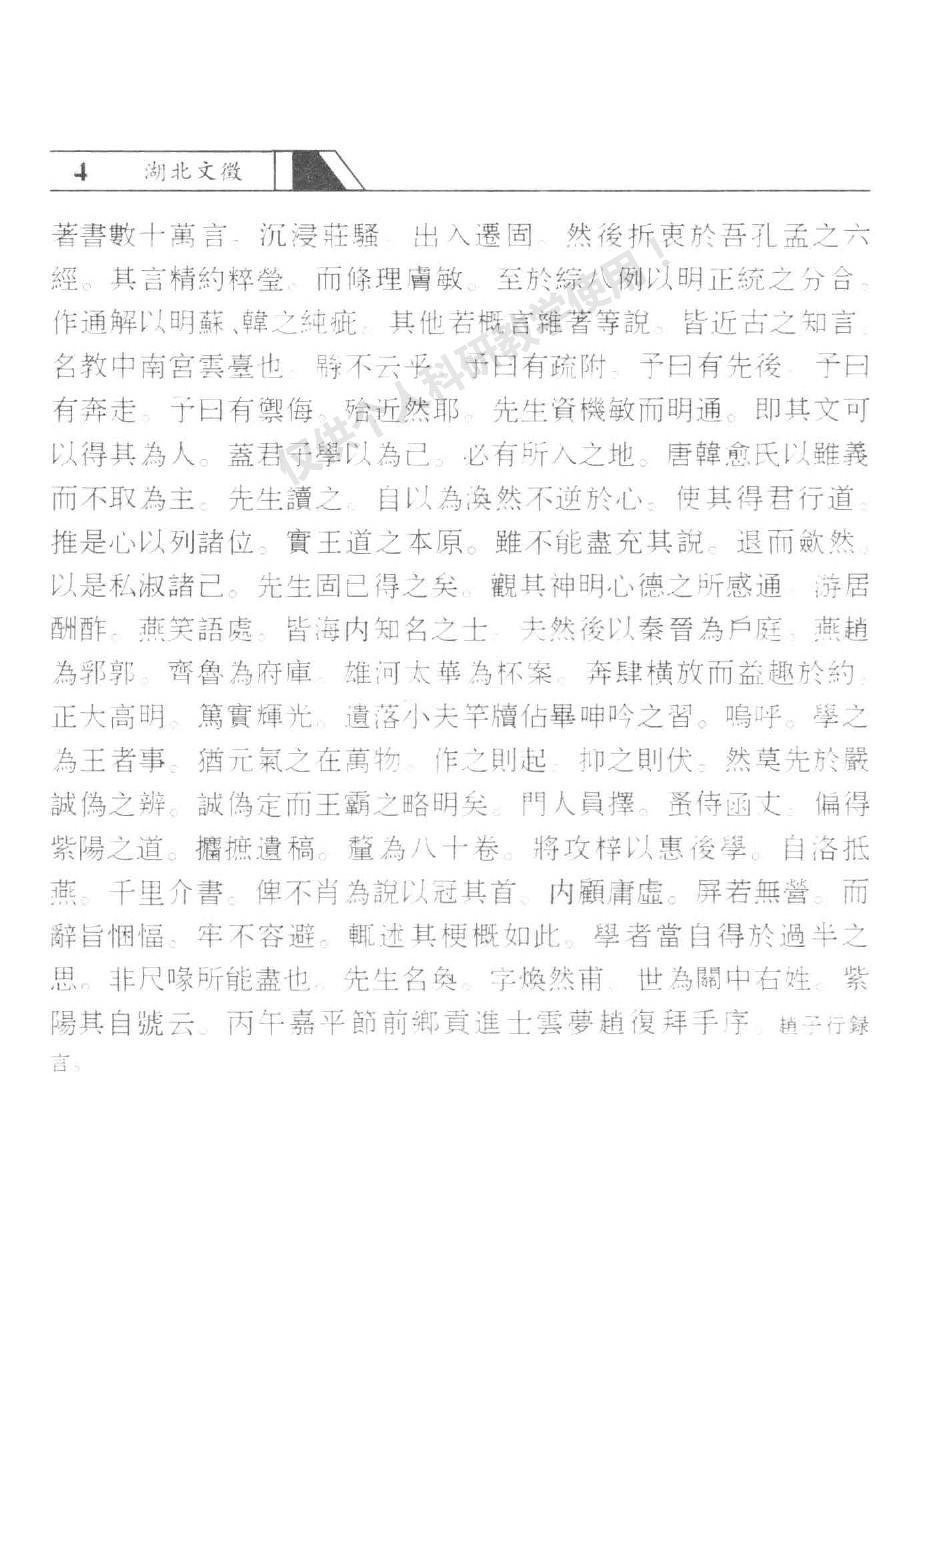 4 湖北文徵
著書數十萬言。沉浸莊騷。出入遷固。然後折衷於吾孔孟之六
經。其言精約粹瑩。而條理膚敏。至於綜八例以明正統之分合。
作通解以明蘇、韓之純疵。其他若概言雜著等說。皆近古之知言。
名教中南宮雲臺也。詩不云乎。予曰有疏附。予曰有先後。予曰
有奔走。予曰有禦侮。殆近然耶。先生資機敏而明通。即其文可
以得其為人。蓋君子學以為己。必有所入之地。唐韓愈氏以雖義
而不取為主。先生讀之。自以為渙然不逆於心。使其得君行道。
推是心以列諸位。實王道之本原。雖不能盡充其說。退而歛然。
以是私淑諸己。先生固已得之矣。觀其神明心德之所感通。游居
酬酢。燕笑語處。皆海内知名之士。夫然後以秦晉為戶庭。燕趙
為郛郭。齊魯為府庫。雄河太華為杯案。奔肆橫放而益趣於約。
正大高明。篤實輝光。遺落小夫竿牘佔畢呻吟之習。嗚呼。學之
為王者事。猶元氣之在萬物。作之則起。抑之則伏。然莫先於嚴
誠偽之辨。誠偽定而王霸之略明矣。門人員擇。蚤侍函丈。偏得
紫陽之道。攟摭遺稿。釐為八十卷。將攻梓以惠後學。自洛抵
燕。千里介書。俾不肖為說以冠其首。内顧庸虛。屏若無營。而
辭旨悃愊。牢不容避。輒述其梗概如此。學者當自得於過半之
思。非尺喙所能盡也。先生名奐。字煥然甫。世為關中右姓。紫
陽其自號云。丙午嘉平節前鄉貢進士雲夢趙復拜手序。趙子行録
言。
仅供个人科研教学使用！